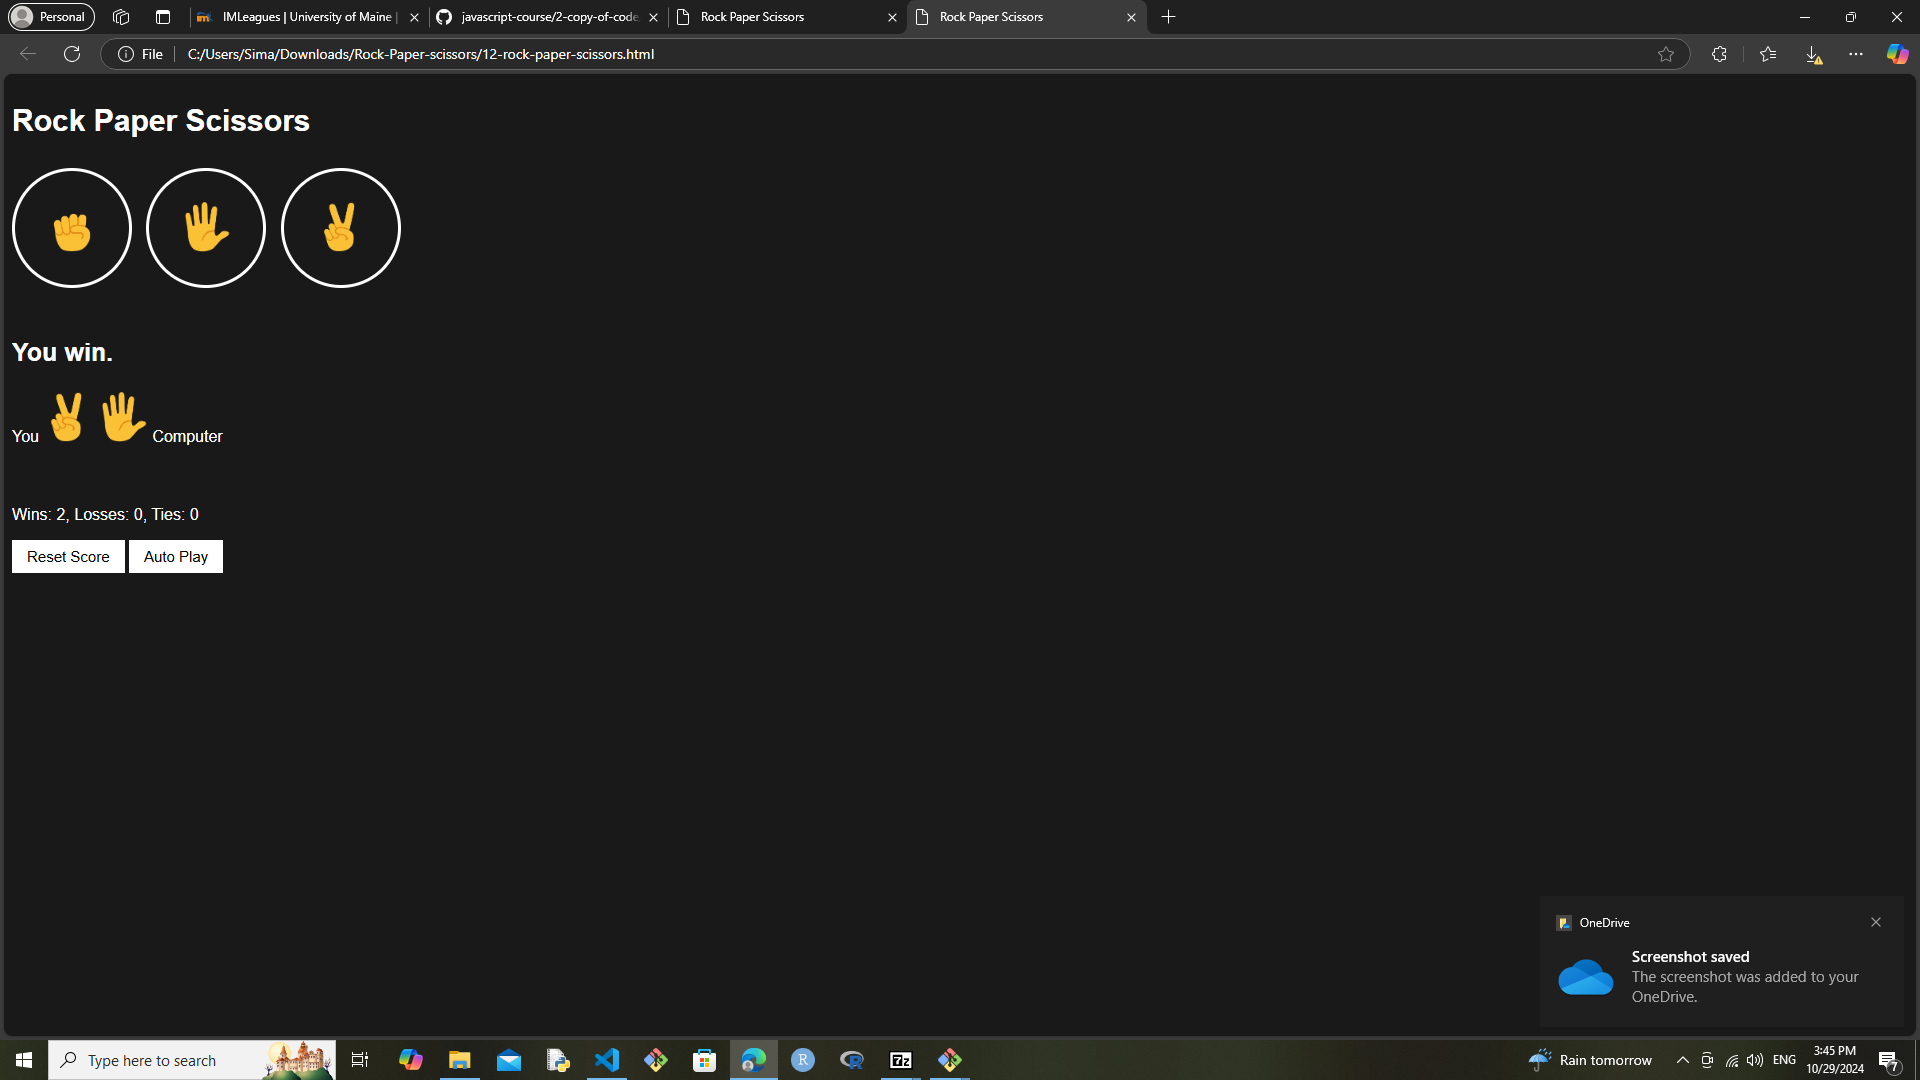 Personal
IMLeagues | University of Maine |
javascript-course/2-copy-of-code
Rock Paper Scissors
Rock Paper Scissors
File
C:/Users/Sima/Downloads/Rock-Paper-scissors/12-rock-paper-scissors.html
Rock Paper Scissors
You win.
You Computer
Wins: 2, Losses: 0, Ties: 0
Reset Score
Auto Play
OneDrive
Screenshot saved
The screenshot was added to your
OneDrive.
Type here to search
R
R
7z
Rain tomorrow
ENG
3:45 PM
10/29/2024
7